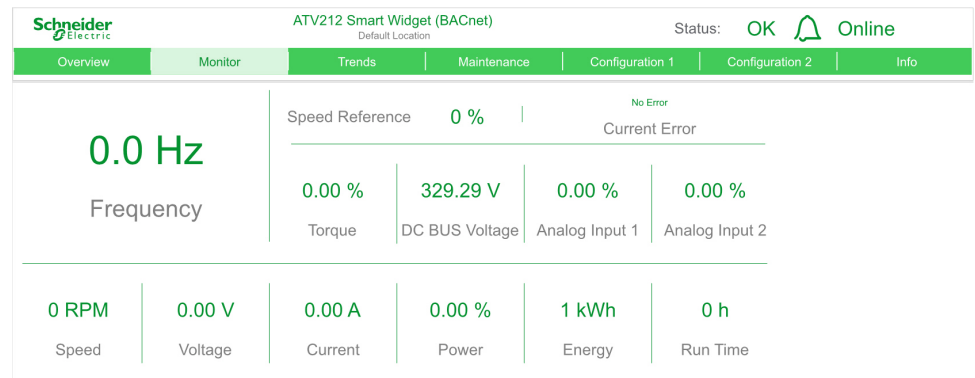 Schneider
Electric
ATV212 Smart Widget (BACnet)
Default Location
Status: OK Online
Overview Monitor Trends Maintenance Configuration 1 Configuration 2 Info
0.0 Hz
Frequency
Speed Reference 0 %
No Error
Current Error
0.00 % 329.29 V 0.00 % 0.00 %
Torque DC BUS Voltage Analog Input 1 Analog Input 2
0 RPM 0.00 V 0.00 A 0.00 % 1 kWh 0 h
Speed Voltage Current Power Energy Run Time